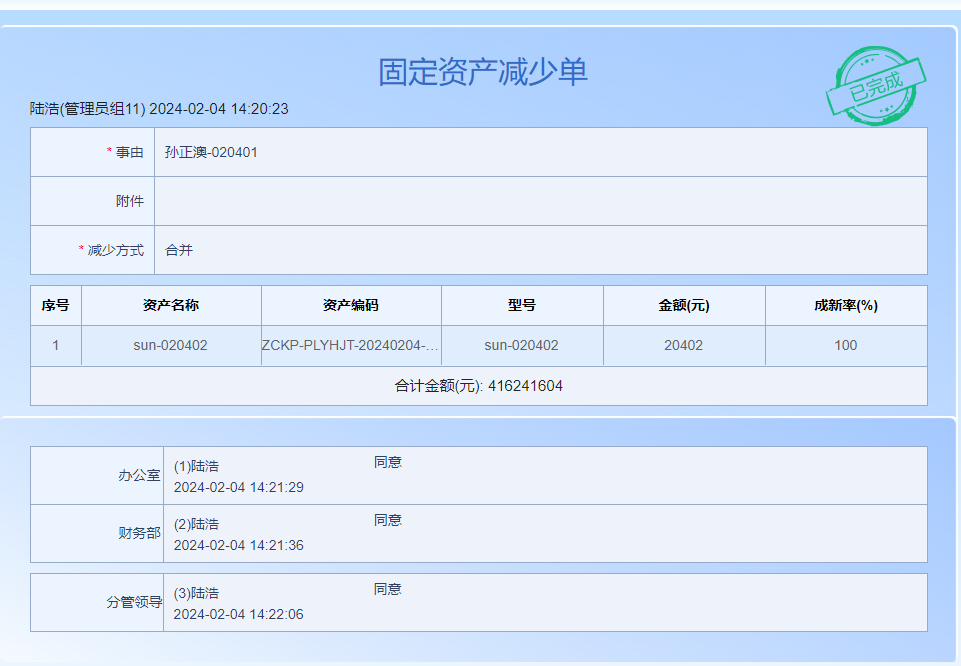 固定资产减少单
已完成
陆浩(管理员组11) 2024-02-04 14:20:23
* 事由 孙正澳-020401
附件
* 减少方式 合并
序号 资产名称 资产编码 型号 金额(元) 成新率(%)
1 sun-020402 ZCKP-PLYHJT-20240204-... sun-020402 20402 100
合计金额(元): 416241604
办公室 (1)陆浩 同意
2024-02-04 14:21:29
财务部 (2)陆浩 同意
2024-02-04 14:21:36
分管领导 (3)陆浩 同意
2024-02-04 14:22:06